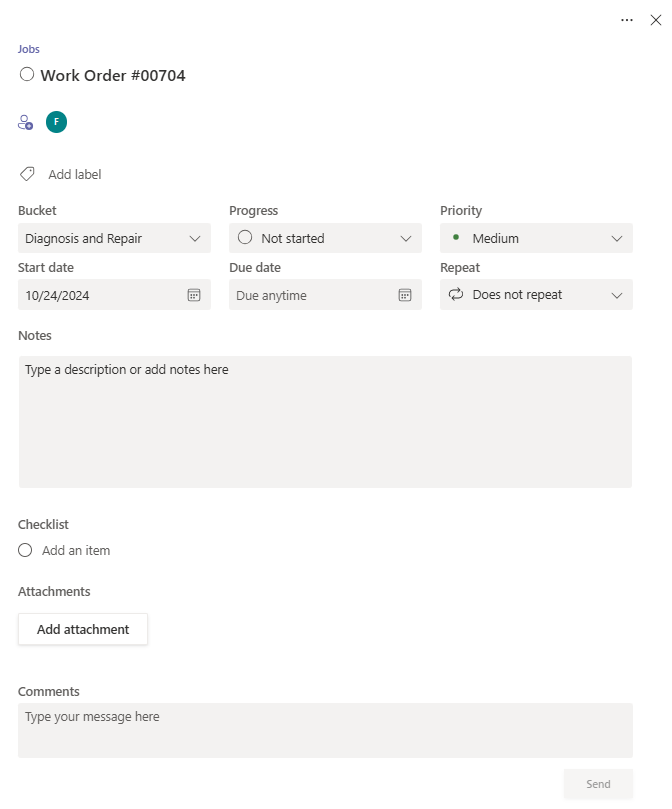 Jobs
Work Order #00704
F
Add label
Bucket Progress Priority
Diagnosis and Repair Not started Medium
Start date Due date Repeat
10/24/2024 Due anytime Does not repeat
Notes
Type a description or add notes here
Checklist
Add an item
Attachments
Add attachment
Comments
Type your message here
Send